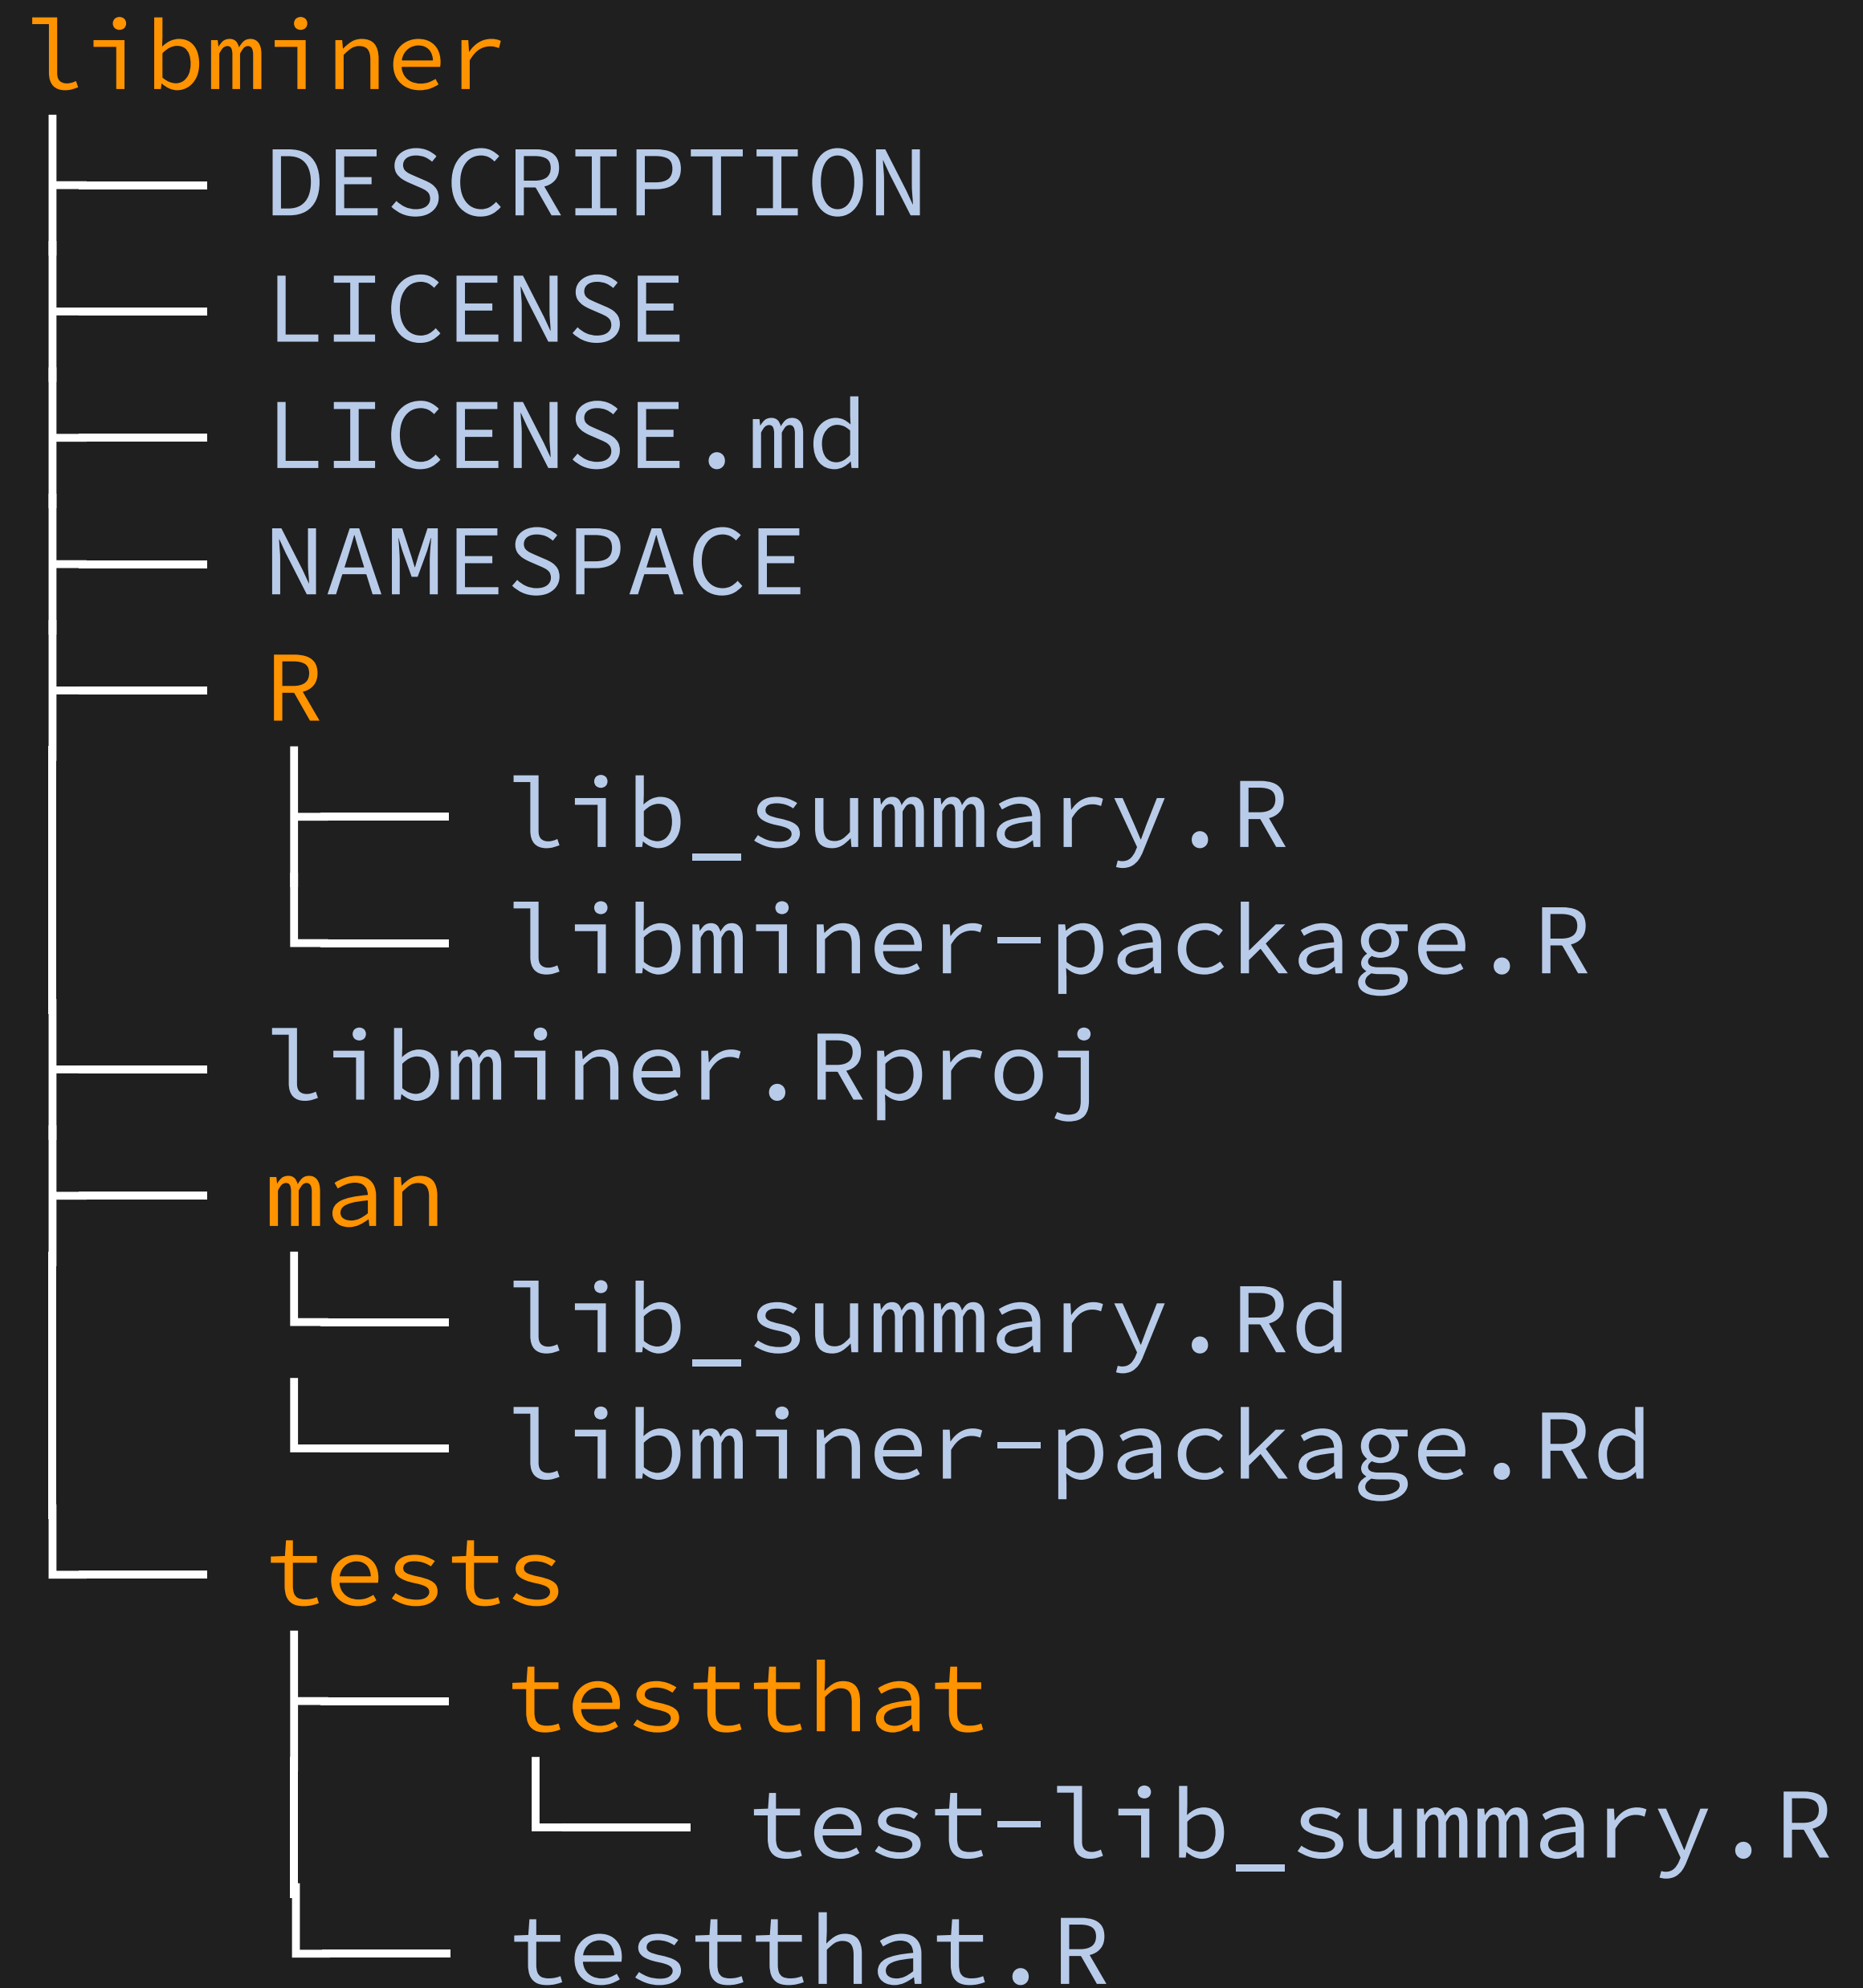 libminer
DESCRIPTION
LICENSE
LICENSE.md
NAMESPACE
R
lib_summary.R
libminer-package.R
libminer.Rproj
man
lib_summary.Rd
libminer-package.Rd
tests
testthat
test-lib_summary.R
testthat.R